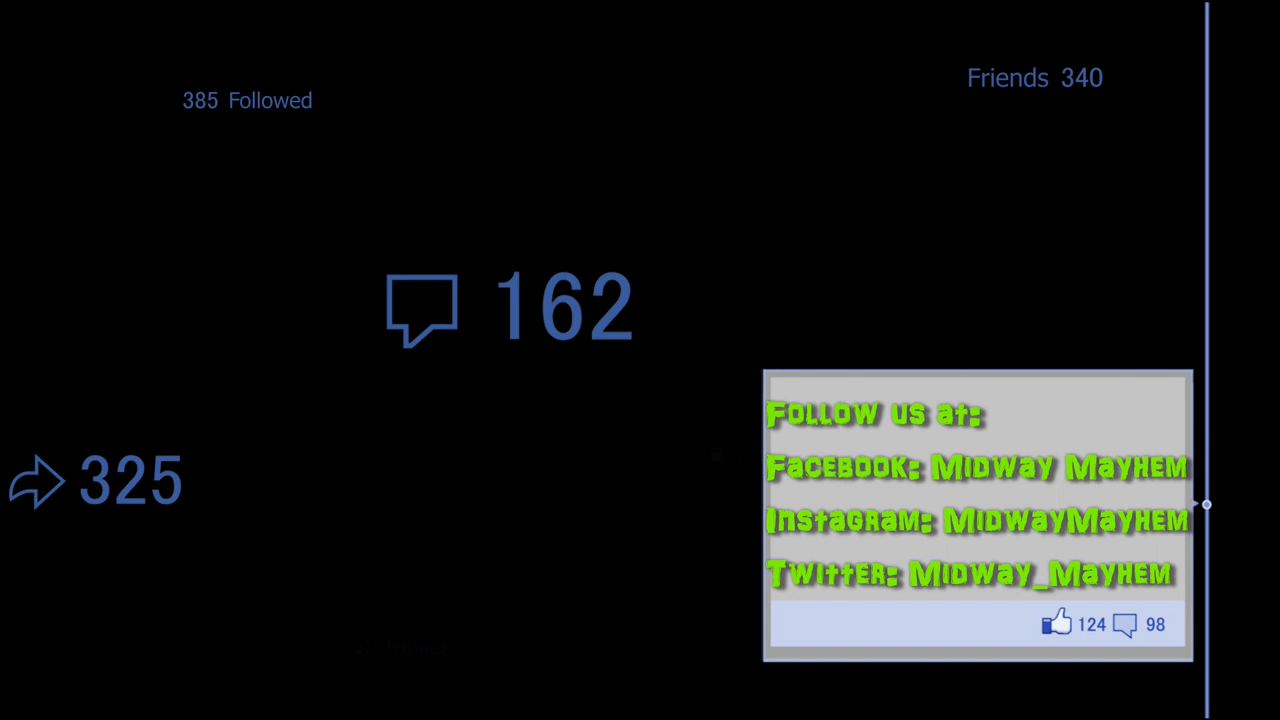 Friends 340
385 Followed
162
325
Follow us at:
Facebook: Midway Mayhem
Instagram: MidwayMayhem
Twitter: Midway_Mayhem
124 98